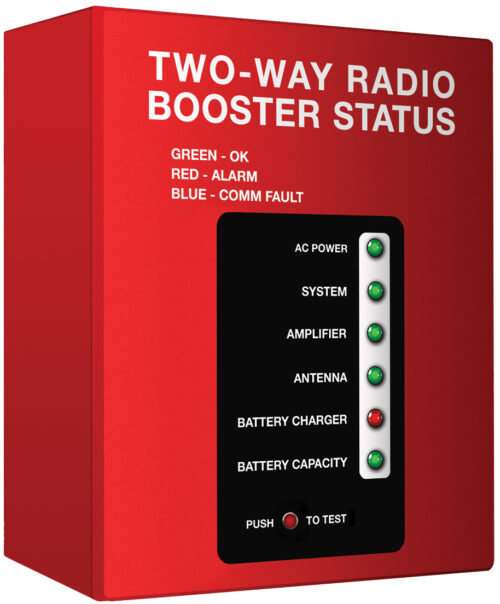 TWO-WAY RADIO
BOOSTER STATUS
GREEN - OK
RED - ALARM
BLUE - COMM FAULT
AC POWER
SYSTEM
AMPLIFIER
ANTENNA
BATTERY CHARGER
BATTERY CAPACITY
PUSH TO TEST